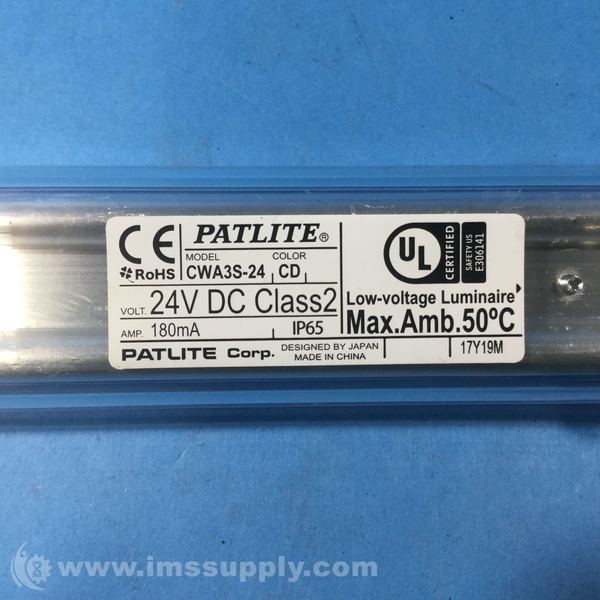 CE
RoHS
PATLITE®
MODEL
CWA3S-24
COLOR
CD
VOLT. 24V DC Class2
AMP. 180mA IP65
PATLITE Corp. DESIGNED BY JAPAN
MADE IN CHINA
UL
CERTIFIED
SAFETY US
E306141
Low-voltage Luminaire
Max.Amb.50ºC
17Y19M
www.imssupply.com